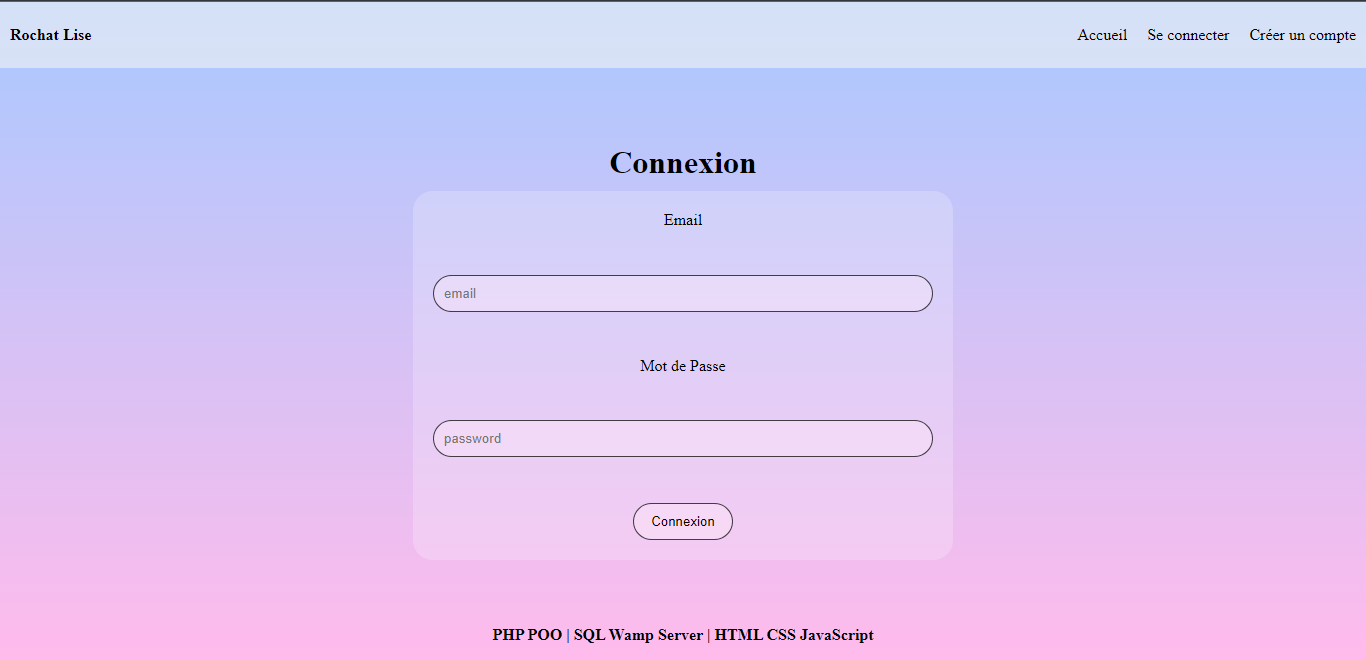 Rochat Lise Accueil Se connecter Créer un compte
Connexion
Email
email
Mot de Passe
password
Connexion
PHP POO | SQL Wamp Server | HTML CSS JavaScript